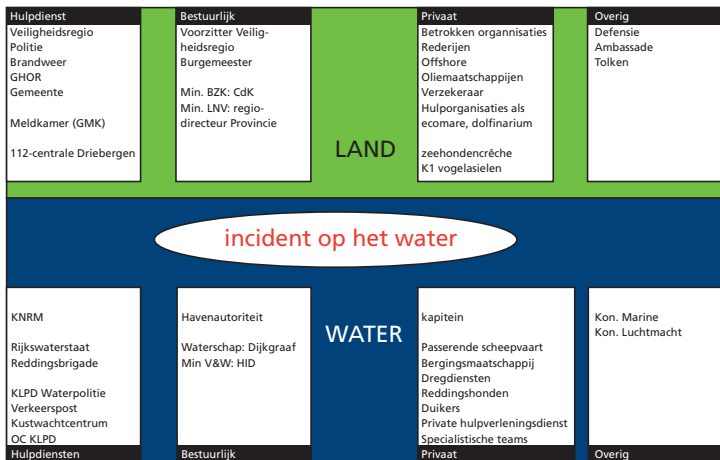 Hulpdienst
Veiligheidsregio
Politie
Brandweer
GHOR
Gemeente
Meldkamer (GMK)
112-centrale Driebergen
Bestuurlijk
Voorzitter Veilig-
heidsregio
Burgemeester
Min. BZK: CdK
Min. LNV: regio-
directeur Provincie
LAND
Privaat
Betrokken organnisaties
Rederijen
Offshore
Oliemaatschappijen
Verzekeraar
Hulporganisaties als
ecomare, dolfinarium
zeehondencrêche
K1 vogelasielen
Overig
Defensie
Ambassade
Tolken
incident op het water
KNRM
Rijkswaterstaat
Reddingsbrigade
KLPD Waterpolitie
Verkeerspost
Kustwachtcentrum
OC KLPD
Hulpdiensten
Havenautoriteit
Waterschap: Dijkgraaf
Min V&W: HID
Bestuurlijk
WATER
kapitein
Passerende scheepvaart
Bergingsmaatschappij
Dregdiensten
Reddingshonden
Duikers
Private hulpverleningsdienst
Specialistische teams
Privaat
Kon. Marine
Kon. Luchtmacht
Overig